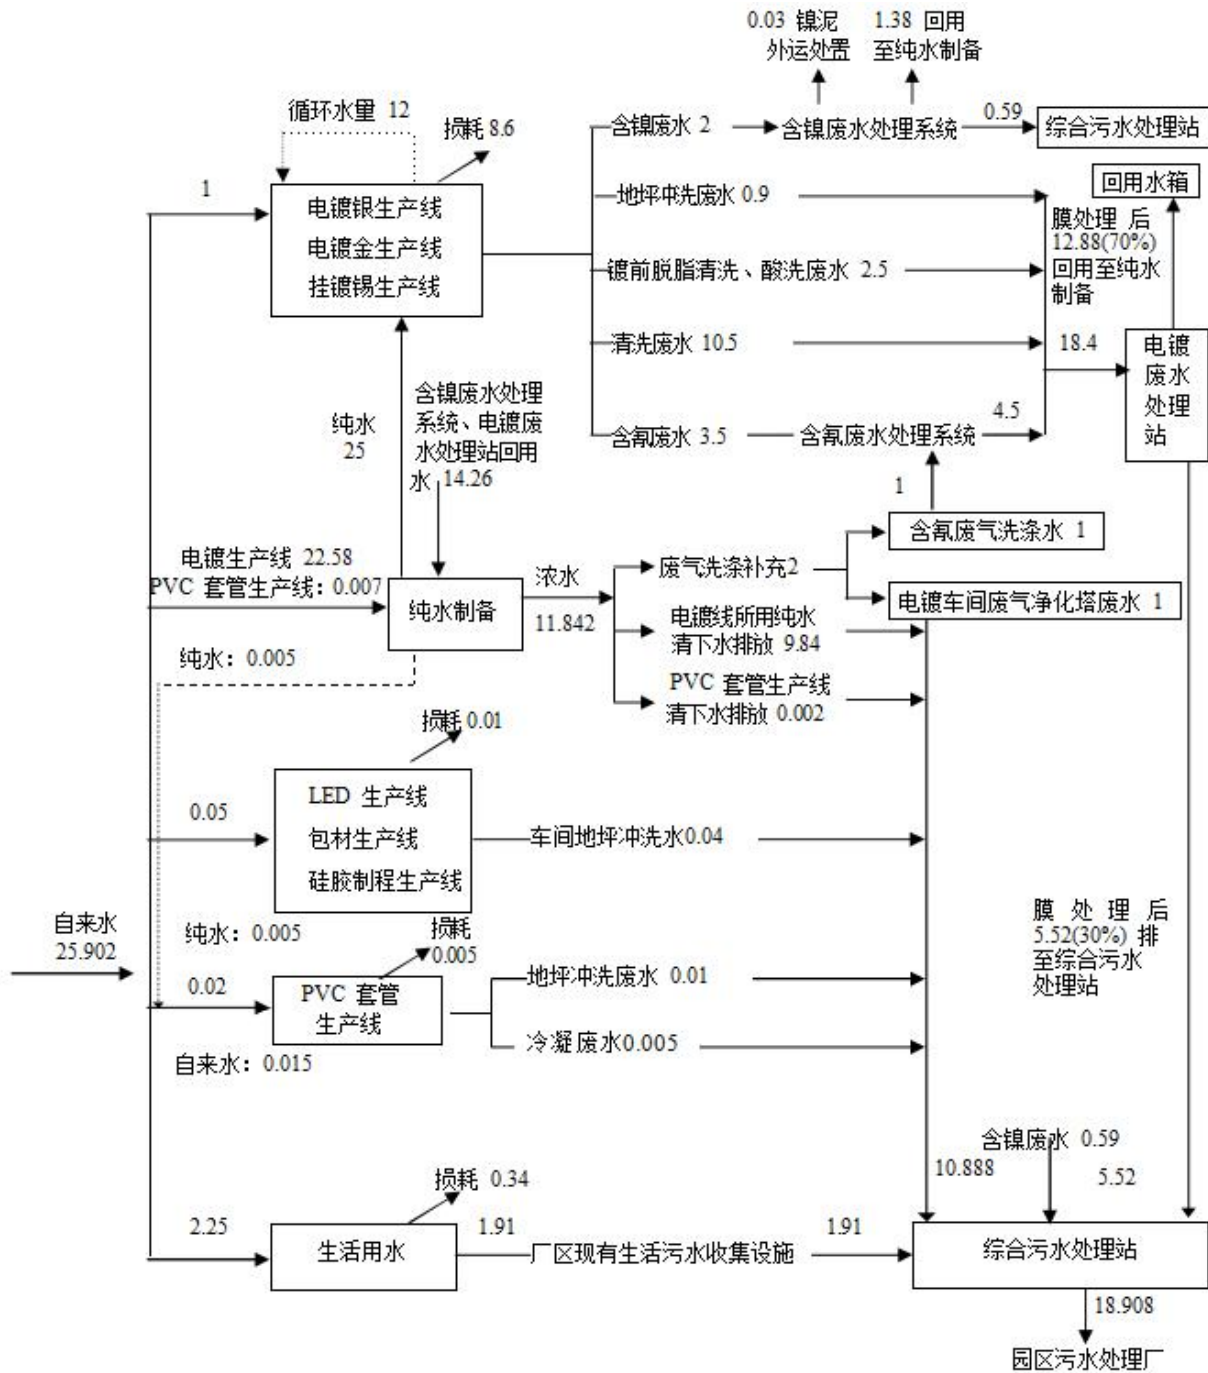 0.03 镍泥
外运处置
1.38 回用
至纯水制备
循环水量 12
损耗 8.6
含镍废水 2
含镍废水处理系统
0.59
综合污水处理站
1
电镀银生产线
电镀金生产线
挂镀锡生产线
地坪冲洗废水 0.9
回用水箱
膜处理 后
12.88(70%)
回用至纯水
制备
镀前脱脂清洗、酸洗废水 2.5
清洗废水 10.5
18.4
电镀
废水
处理
站
纯水
25
含镍废水处理
系统、电镀废
水处理站回用
水 14.26
含氰废水 3.5
含氰废水处理系统
4.5
1
含氰废气洗涤水 1
电镀生产线 22.58
PVC 套管生产线：0.007
纯水制备
浓水
11.842
废气洗涤补充2
电镀车间废气净化塔废水 1
电镀线所用纯水
清下水排放 9.84
PVC 套管生产线
清下水排放 0.002
纯水：0.005
损耗 0.01
0.05
LED 生产线
包材生产线
硅胶制程生产线
车间地坪冲洗水0.04
自来水
25.902
纯水：0.005
损耗
0.005
0.02
PVC 套管
生产线
地坪冲洗废水 0.01
冷凝废水0.005
自来水：0.015
膜 处 理 后
5.52(30%) 排
至综合污水
处理站
含镍废水 0.59
10.888
5.52
损耗 0.34
2.25
生活用水
1.91
厂区现有生活污水收集设施
1.91
综合污水处理站
18.908
园区污水处理厂